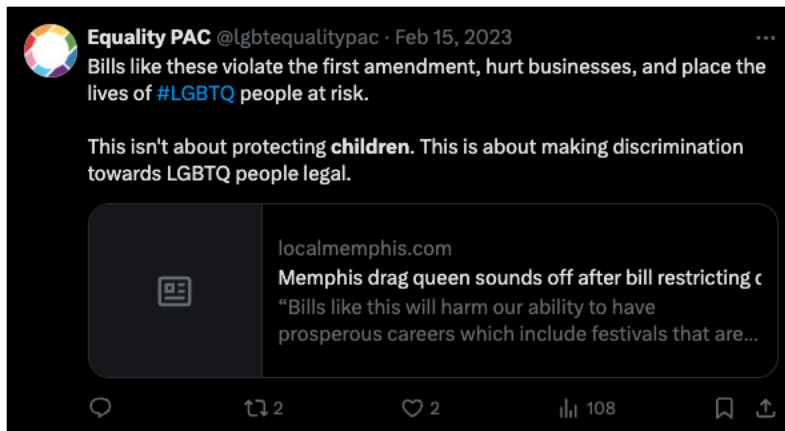 Equality PAC @lgbtequalitypac · Feb 15, 2023
Bills like these violate the first amendment, hurt businesses, and place the
lives of #LGBTQ people at risk.
This isn't about protecting children. This is about making discrimination
towards LGBTQ people legal.
localmemphis.com
Memphis drag queen sounds off after bill restricting
“Bills like this will harm our ability to have
prosperous careers which include festivals that are...
2 2 108